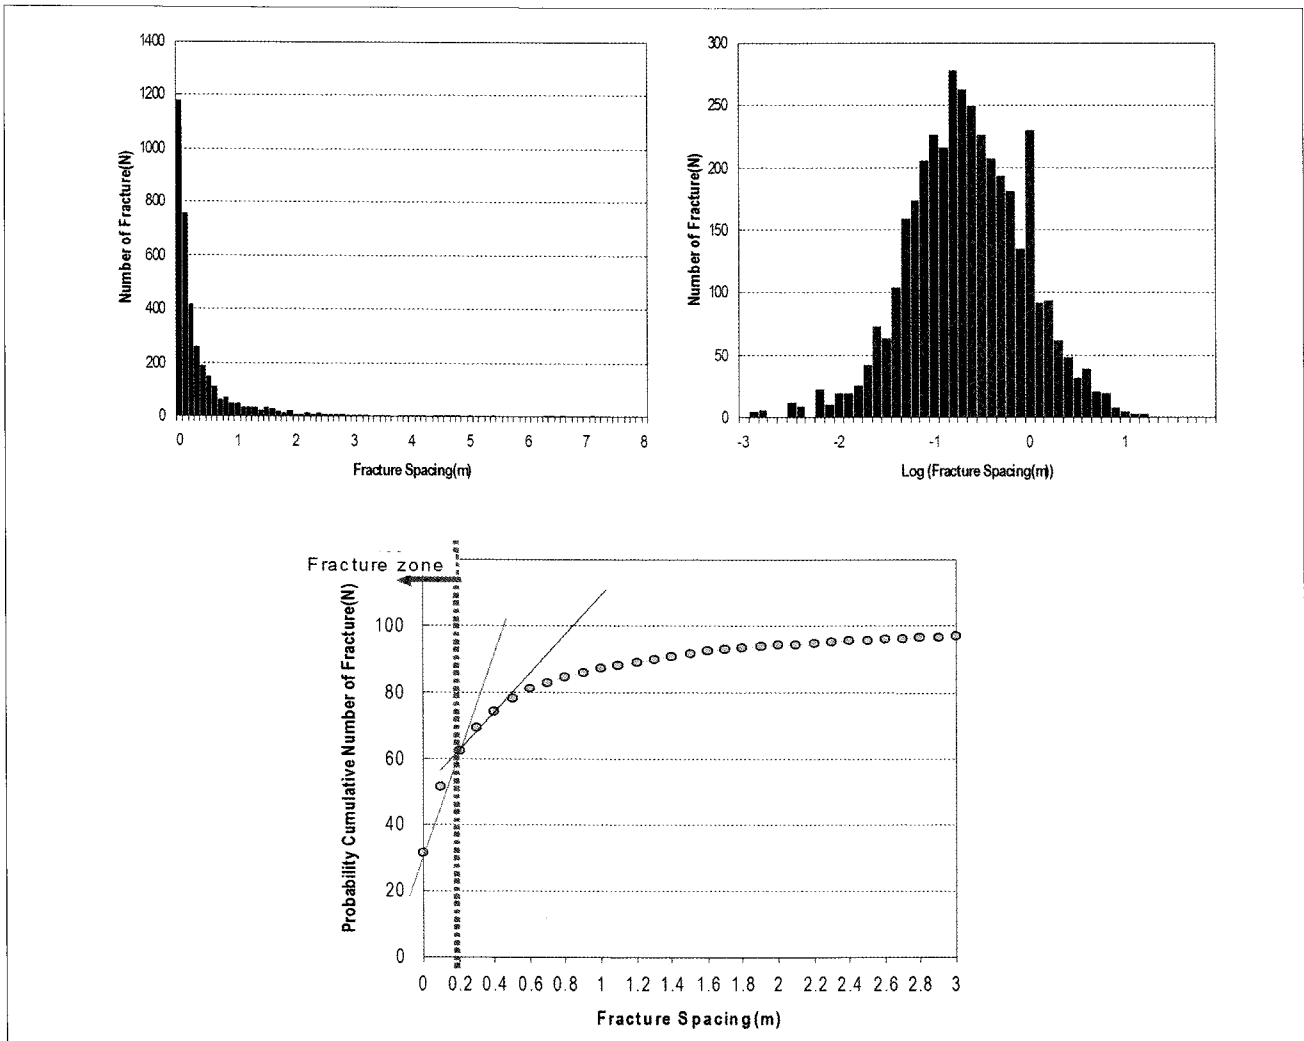 1400
1200
1000
800
600
400
200
0
Number of Fracture(N)
0 1 2 3 4 5 6 7 8
Fracture Spacing(m)
300
250
200
150
100
50
0
Number of Fracture(N)
-3 -2 -1 0 1
Log (Fracture Spacing(m))
Fracture zone
100
80
60
40
20
0
Probability Cumulative Number of Fracture(N)
0 0.2 0.4 0.6 0.8 1 1.2 1.4 1.6 1.8 2 2.2 2.4 2.6 2.8 3
Fracture Spacing(m)